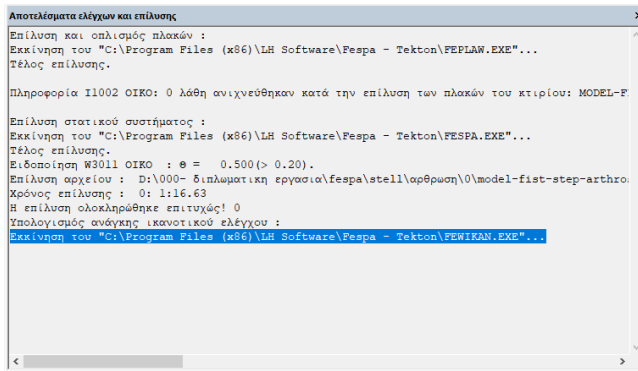 Αποτελέσματα ελέγχων και επίλυσης
Επίλυση και οπλισμός πλακών :
Εκκίνηση του "C:\Program Files (x86)\LH Software\Fespa - Tekton\FEPLAW.EXE"...
Τέλος επίλυσης.
Πληροφορία I1002 ΟΙΚΟ: 0 λάθη ανιχνεύθηκαν κατά την επίλυση των πλακών του κτιρίου: MODEL-F
Επίλυση στατικού συστήματος :
Εκκίνηση του "C:\Program Files (x86)\LH Software\Fespa - Tekton\FESPA.EXE"...
Τέλος επίλυσης.
Ειδοποίηση W3011 ΟΙΚΟ : θ = 0.500(> 0.20).
Επίλυση αρχείου : D:\000- διπλωματικη εργασια\fespa\stell\αρθρωση\0\model-fist-step-arthro
Χρόνος επίλυσης : 0: 1:16.63
Η επίλυση ολοκληρώθηκε επιτυχώς! 0
Υπολογισμός ανάγκης ικανοτικού ελέγχου :
Εκκίνηση του "C:\Program Files (x86)\LH Software\Fespa - Tekton\FEWIKAN.EXE"...